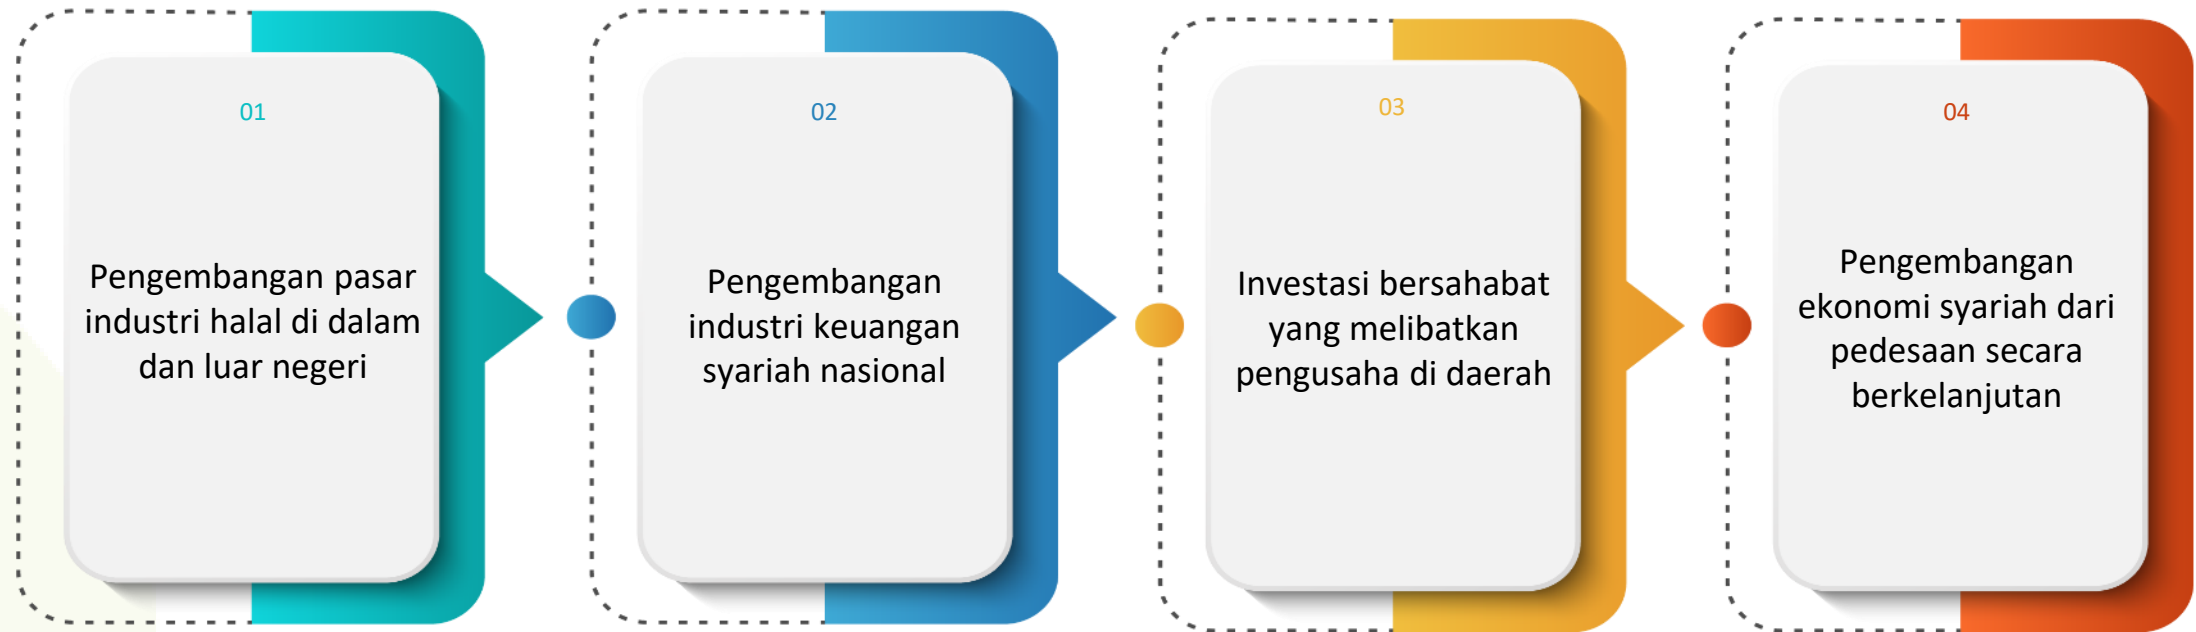 01
Pengembangan pasar
industri halal di dalam
dan luar negeri
02
Pengembangan
industri keuangan
syariah nasional
03
Investasi bersahabat
yang melibatkan
pengusaha di daerah
04
Pengembangan
ekonomi syariah dari
pedesaan secara
berkelanjutan